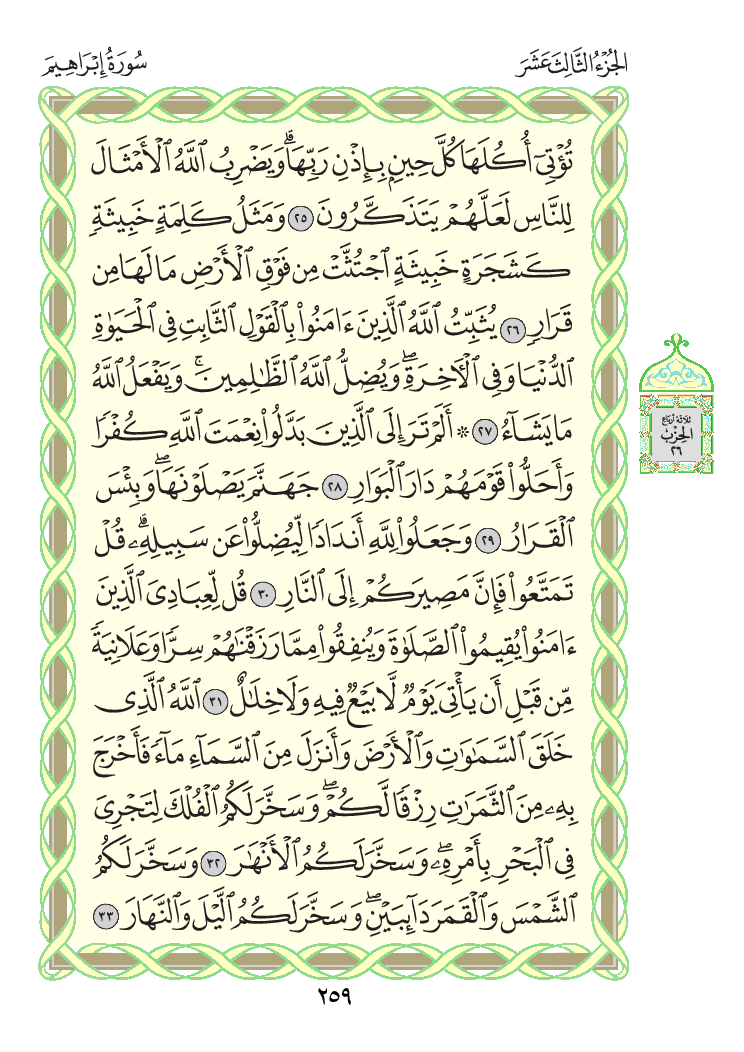 الجُزْءُ الثَّالِثَ عَشَرَ
سُورَةُ إِبْرَاهِيمَ
تُؤْتِىٓ أُكُلَهَا كُلَّ حِينٍۭ بِإِذْنِ رَبِّهَاۗ وَيَضْرِبُ ٱللَّهُ ٱلْأَمْثَالَ
لِلنَّاسِ لَعَلَّهُمْ يَتَذَكَّرُونَ ٢٥ وَمَثَلُ كَلِمَةٍ خَبِيثَةٍ
كَشَجَرَةٍ خَبِيثَةٍ ٱجْتُثَّتْ مِن فَوْقِ ٱلْأَرْضِ مَا لَهَا مِن
قَرَارٍ ٢٦ يُثَبِّتُ ٱللَّهُ ٱلَّذِينَ ءَامَنُوا۟ بِٱلْقَوْلِ ٱلثَّابِتِ فِى ٱلْحَيَوٰةِ
ٱلدُّنْيَا وَفِى ٱلْـَٔاخِرَةِۖ وَيُضِلُّ ٱللَّهُ ٱلظَّـٰلِمِينَۚ وَيَفْعَلُ ٱللَّهُ
مَا يَشَآءُ ٢٧ ۞ أَلَمْ تَرَ إِلَى ٱلَّذِينَ بَدَّلُوا۟ نِعْمَتَ ٱللَّهِ كُفْرًا
وَأَحَلُّوا۟ قَوْمَهُمْ دَارَ ٱلْبَوَارِ ٢٨ جَهَنَّمَ يَصْلَوْنَهَاۖ وَبِئْسَ
ٱلْقَرَارُ ٢٩ وَجَعَلُوا۟ لِلَّهِ أَندَادًا لِّيُضِلُّوا۟ عَن سَبِيلِهِۦۗ قُلْ
تَمَتَّعُوا۟ فَإِنَّ مَصِيرَكُمْ إِلَى ٱلنَّارِ ٣٠ قُل لِّعِبَادِىَ ٱلَّذِينَ
ءَامَنُوا۟ يُقِيمُوا۟ ٱلصَّلَوٰةَ وَيُنفِقُوا۟ مِمَّا رَزَقْنَـٰهُمْ سِرًّا وَعَلَانِيَةً
مِّن قَبْلِ أَن يَأْتِىَ يَوْمٌ لَّا بَيْعٌ فِيهِ وَلَا خِلَـٰلٌ ٣١ ٱللَّهُ ٱلَّذِى
خَلَقَ ٱلسَّمَـٰوَٰتِ وَٱلْأَرْضَ وَأَنزَلَ مِنَ ٱلسَّمَآءِ مَآءً فَأَخْرَجَ
بِهِۦ مِنَ ٱلثَّمَرَٰتِ رِزْقًا لَّكُمْۖ وَسَخَّرَ لَكُمُ ٱلْفُلْكَ لِتَجْرِىَ
فِى ٱلْبَحْرِ بِأَمْرِهِۦۖ وَسَخَّرَ لَكُمُ ٱلْأَنْهَـٰرَ ٣٢ وَسَخَّرَ لَكُمُ
ٱلشَّمْسَ وَٱلْقَمَرَ دَآئِبَيْنِۖ وَسَخَّرَ لَكُمُ ٱلَّيْلَ وَٱلنَّهَارَ ٣٣
ثلاثة أرباع
الحِزْب
٢٦
٢٥٩